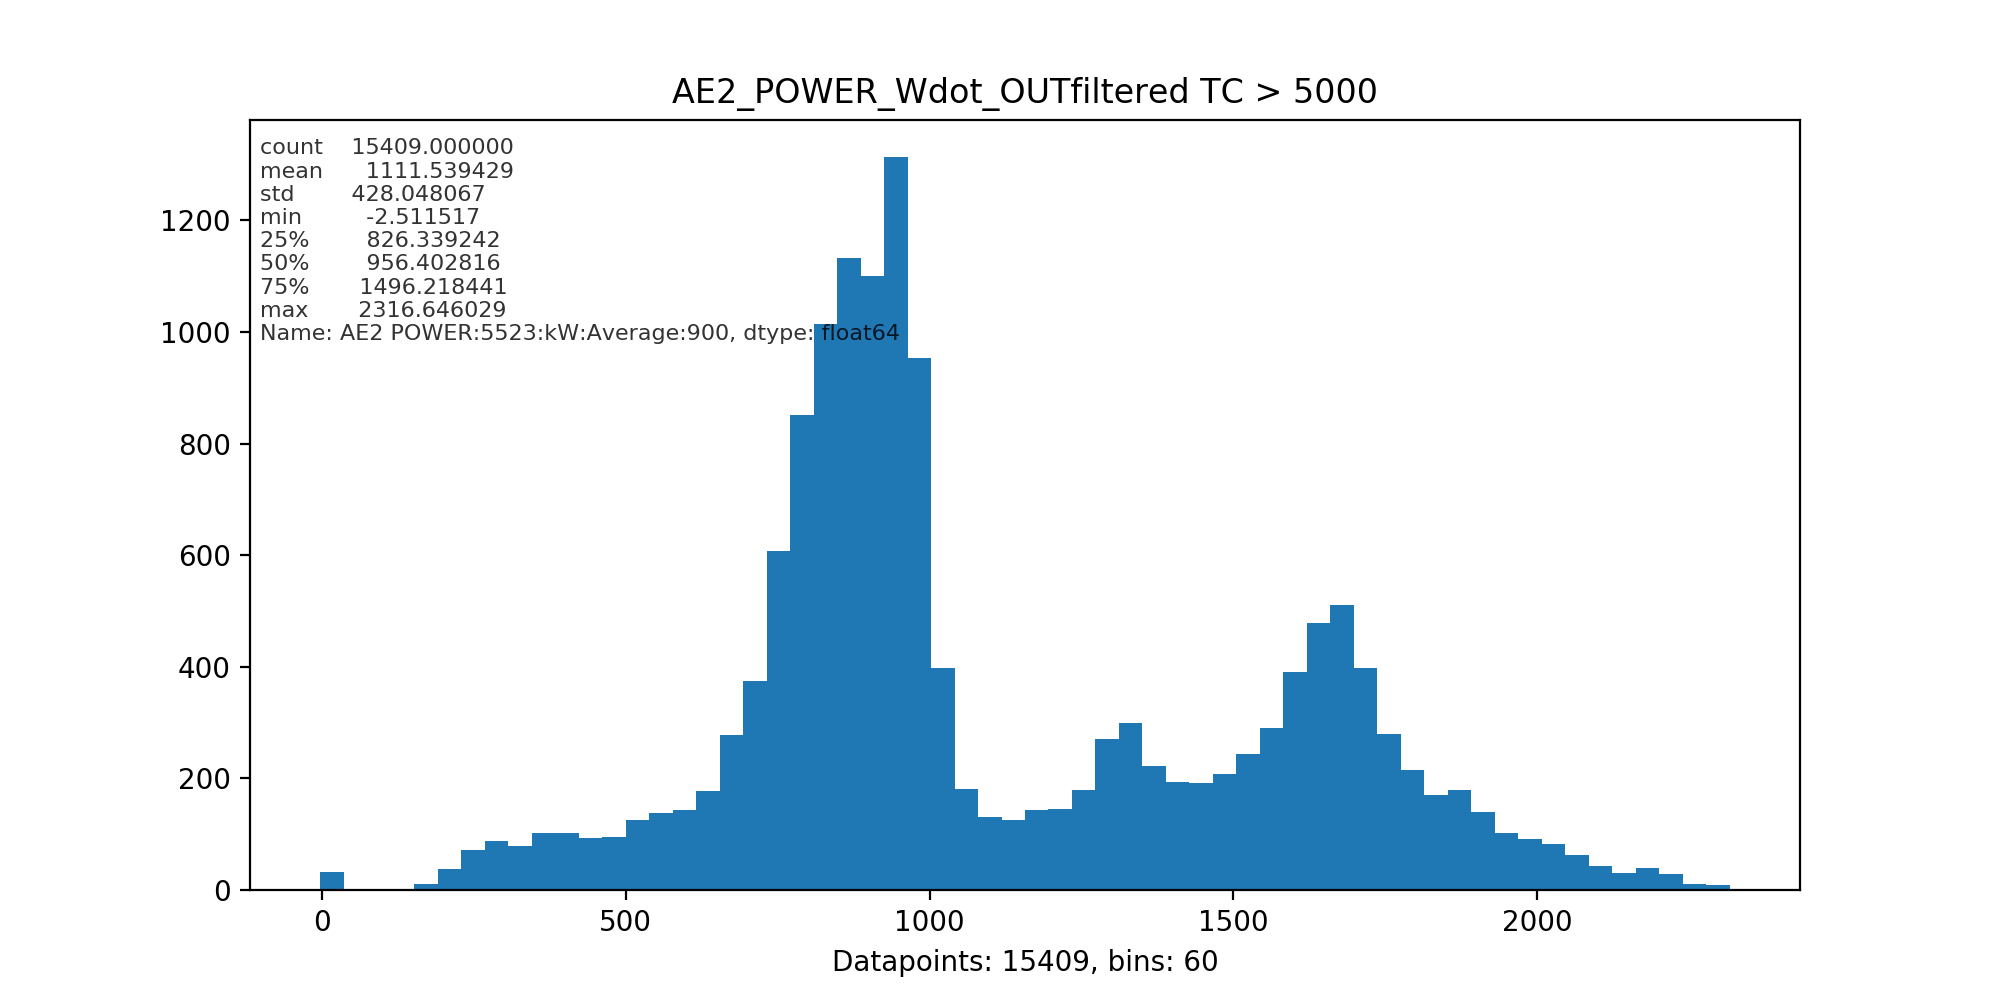 AE2_POWER_Wdot_OUTfiltered TC > 5000
count 15409.000000
mean 1111.539429
std 428.048067
min -2.511517
25% 826.339242
50% 956.402816
75% 1496.218441
max 2316.646029
Name: AE2 POWER:5523:kW:Average:900, dtype: float64
1200
1000
800
600
400
200
0
0 500 1000 1500 2000
Datapoints: 15409, bins: 60